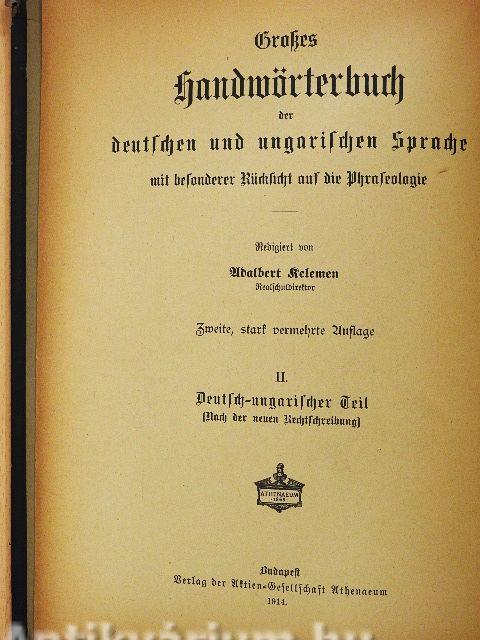 Großes
Handwörterbuch
der
deutschen und ungarischen Sprache
mit besonderer Rücksicht auf die Phraseologie
Redigiert von
Adalbert Kelemen
Realschuldirektor
Zweite, stark vermehrte Auflage
II.
Deutsch-ungarischer Teil
(Nach der neuen Rechtschreibung)
ATHENAEUM
Budapest
Verlag der Aktien-Gesellschaft Athenaeum
1914.
Antikvárium.hu